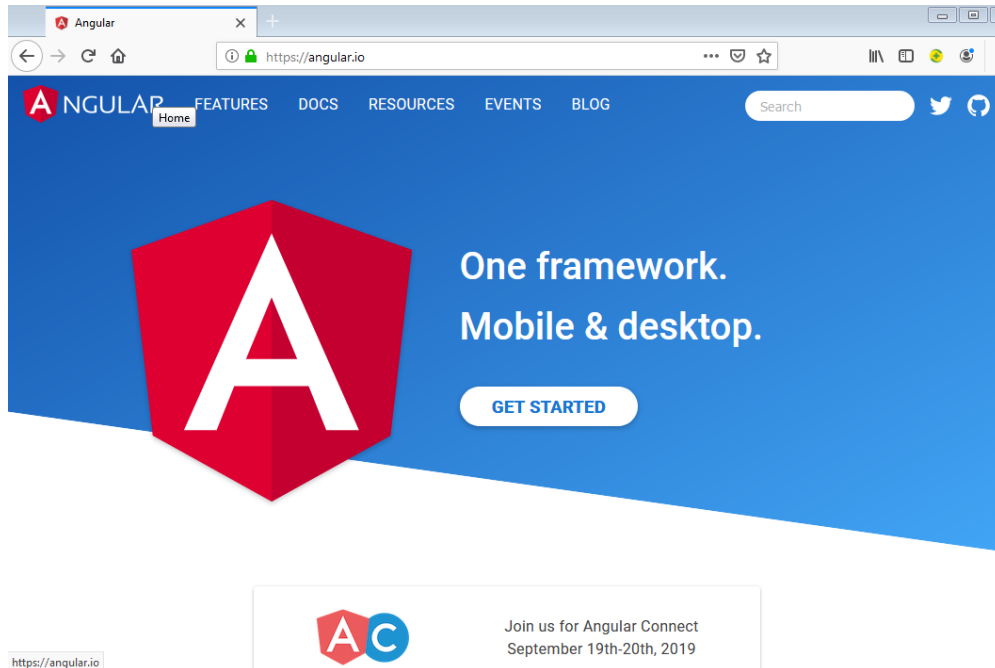 Angular
https://angular.io
ANGULAR FEATURES DOCS RESOURCES EVENTS BLOG Search
Home
One framework.
Mobile & desktop.
GET STARTED
AC
Join us for Angular Connect
September 19th-20th, 2019
https://angular.io